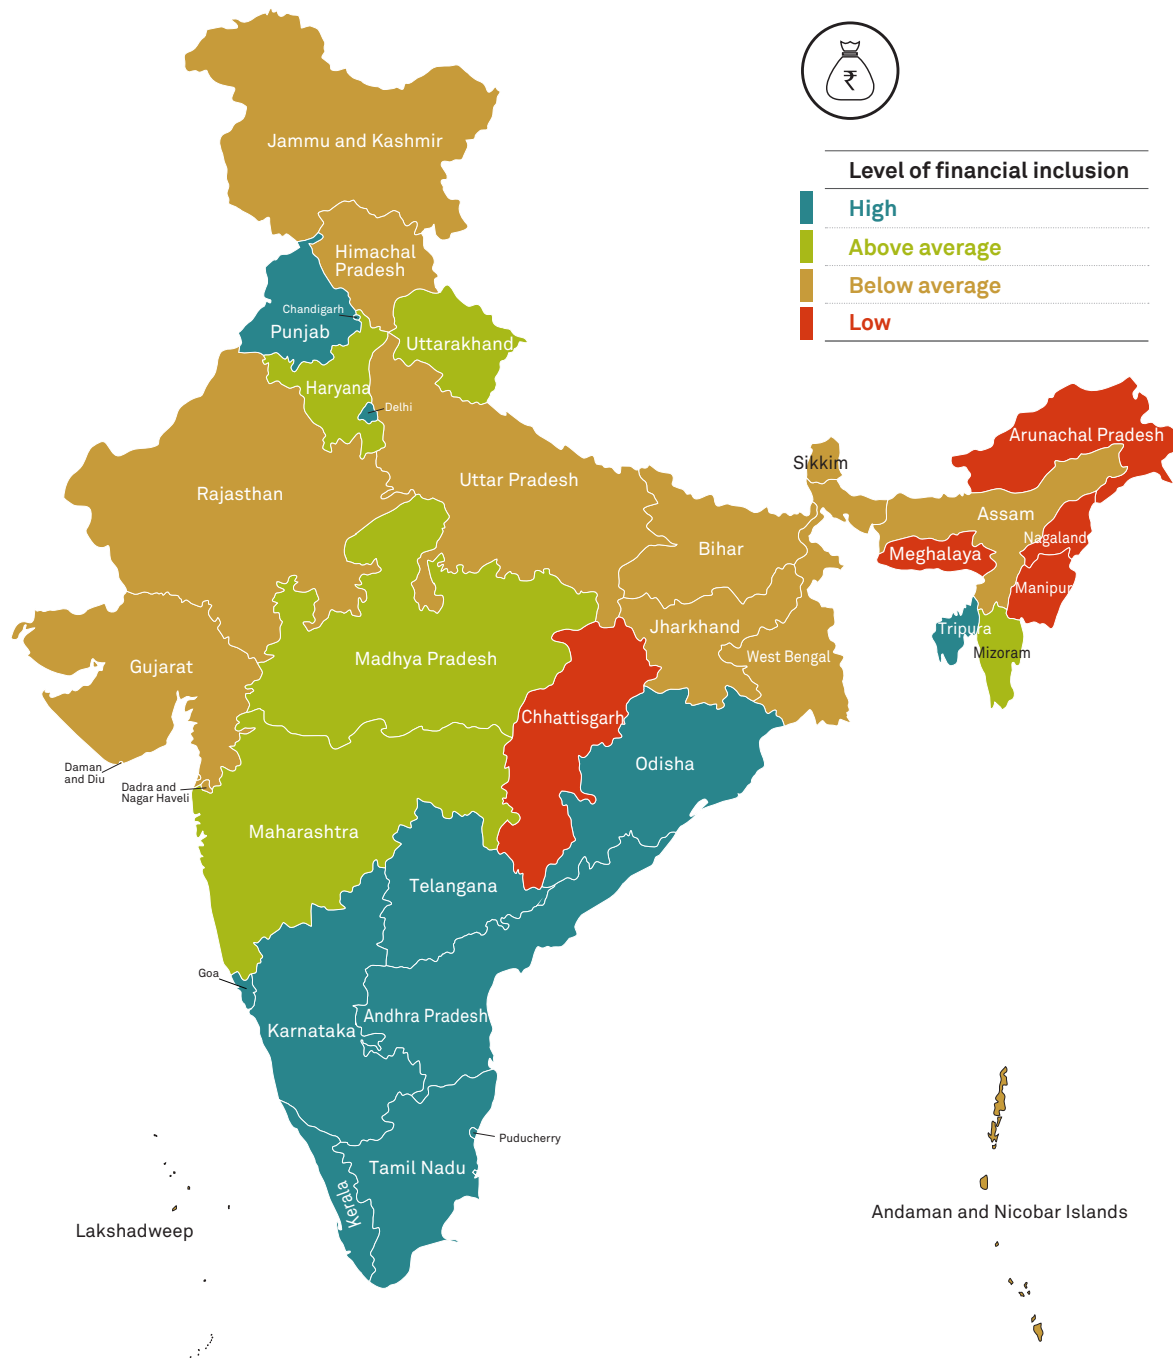 ₹
Level of financial inclusion
High
Above average
Below average
Low
Jammu and Kashmir
Himachal
Pradesh
Chandigarh
Punjab
Uttarakhand
Haryana
Delhi
Arunachal Pradesh
Sikkim
Uttar Pradesh
Rajasthan
Assam
Nagaland
Bihar
Meghalaya
Manipur
Jharkhand
Tripura
Mizoram
West Bengal
Madhya Pradesh
Gujarat
Chhattisgarh
Odisha
Daman
and Diu
Dadra and
Nagar Haveli
Maharashtra
Telangana
Goa
Andhra Pradesh
Karnataka
Puducherry
Tamil Nadu
Kerala
Andaman and Nicobar Islands
Lakshadweep